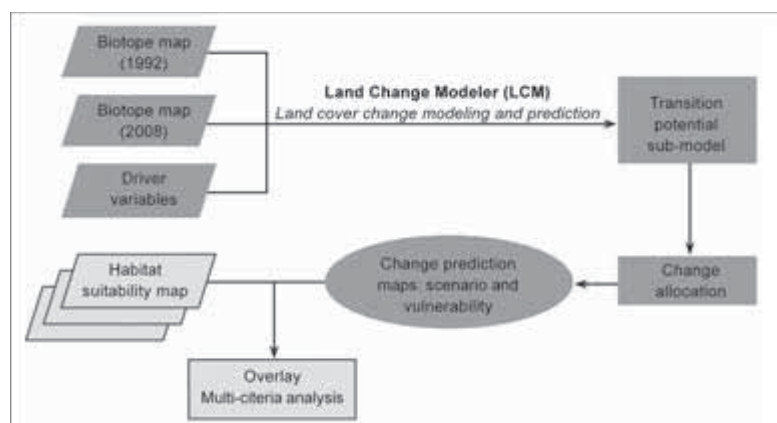 Biotope map
(1992)
Biotope map
(2008)
Driver
variables
Land Change Modeler (LCM)
Land cover change modeling and prediction
Transition
potential
sub-model
Change
allocation
Change prediction
maps: scenario and
vulnerability
Habitat
suitability map
Overlay
Multi-citeria analysis